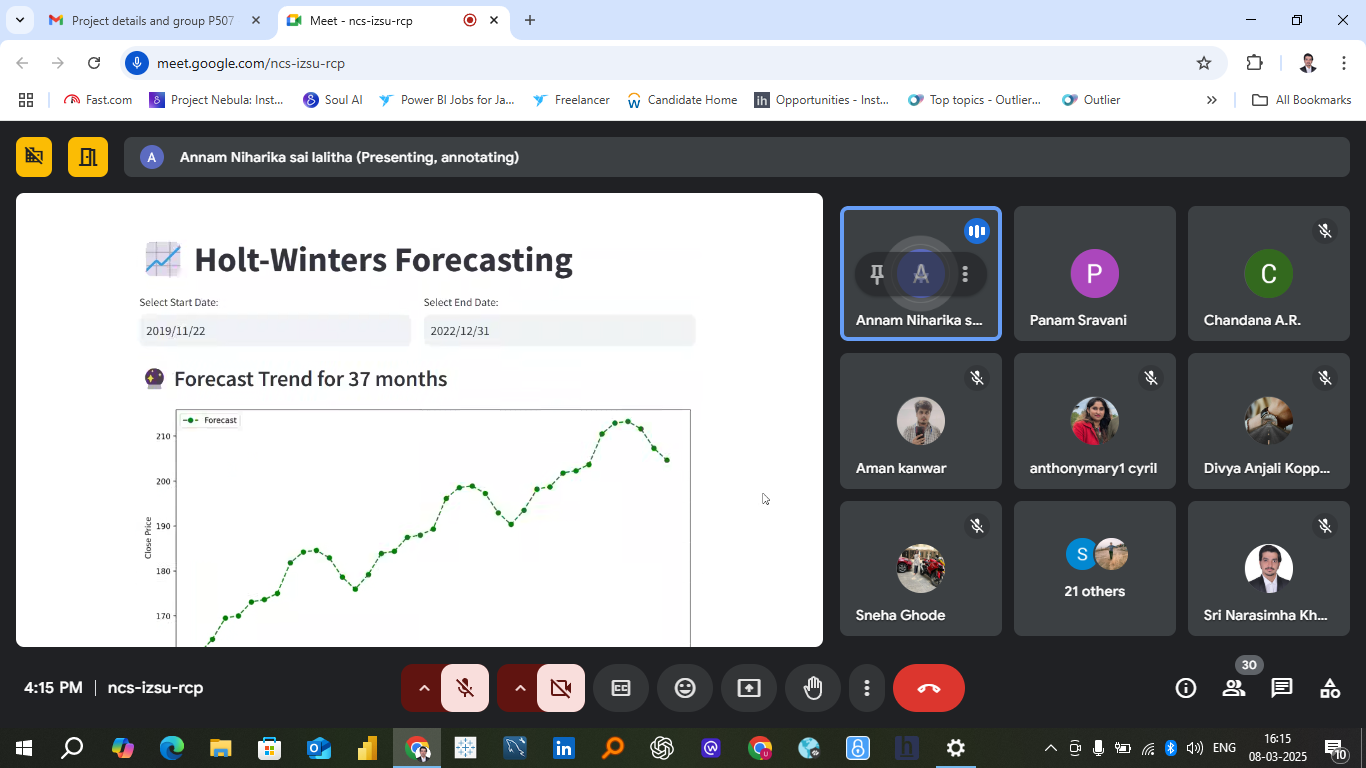 Project details and group P507
Meet - ncs-izsu-rcp
meet.google.com/ncs-izsu-rcp
Fast.com
Project Nebula: Inst...
Soul AI
Power BI Jobs for Ja...
Freelancer
Candidate Home
Opportunities - Inst...
Top topics - Outlier...
Outlier
All Bookmarks
A
Annam Niharika sai lalitha (Presenting, annotating)
Holt-Winters Forecasting
Select Start Date:
Select End Date:
2019/11/22
2022/12/31
Forecast Trend for 37 months
Forecast
210
200
190
180
170
Close Price
A
Annam Niharika s...
P
Panam Sravani
C
Chandana A.R.
Aman kanwar
anthonymary1 cyril
Divya Anjali Kopp...
Sneha Ghode
S
21 others
Sri Narasimha Kh...
4:15 PM
ncs-izsu-rcp
30
ENG
16:15
08-03-2025
10